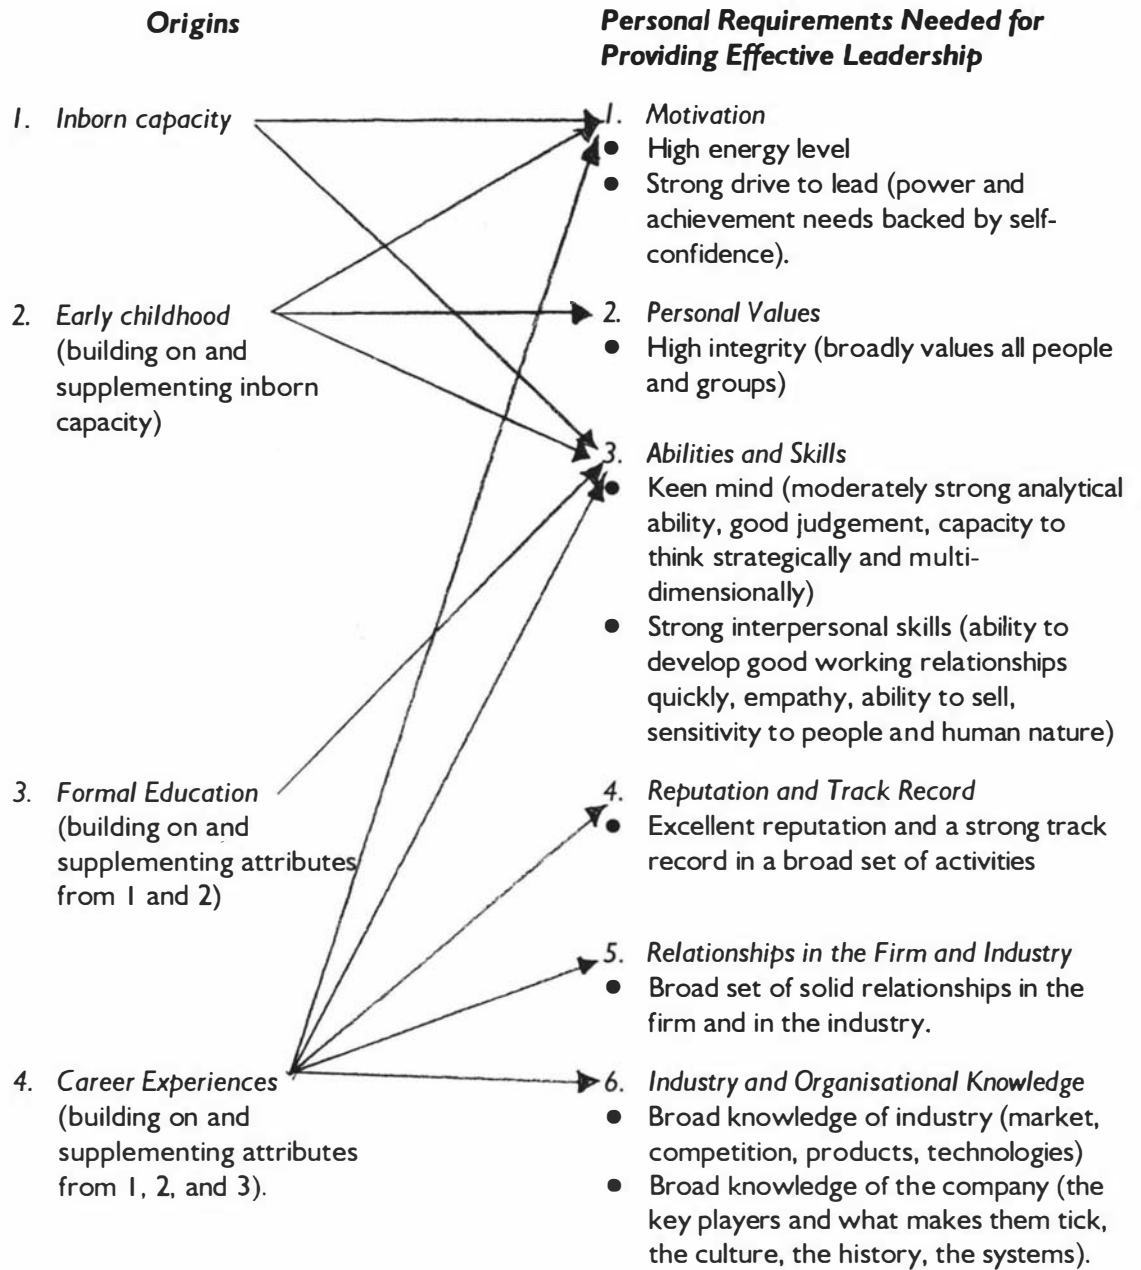 Origins
Personal Requirements Needed for
Providing Effective Leadership
1. Inborn capacity
2. Early childhood
(building on and
supplementing inborn
capacity)
3. Formal Education
(building on and
supplementing attributes
from 1 and 2)
4. Career Experiences
(building on and
supplementing attributes
from 1, 2, and 3).
1. Motivation
● High energy level
● Strong drive to lead (power and
achievement needs backed by self-
confidence).
2. Personal Values
● High integrity (broadly values all people
and groups)
3. Abilities and Skills
● Keen mind (moderately strong analytical
ability, good judgement, capacity to
think strategically and multi-
dimensionally)
● Strong interpersonal skills (ability to
develop good working relationships
quickly, empathy, ability to sell,
sensitivity to people and human nature)
4. Reputation and Track Record
● Excellent reputation and a strong track
record in a broad set of activities
5. Relationships in the Firm and Industry
● Broad set of solid relationships in the
firm and in the industry.
6. Industry and Organisational Knowledge
● Broad knowledge of industry (market,
competition, products, technologies)
● Broad knowledge of the company (the
key players and what makes them tick,
the culture, the history, the systems).